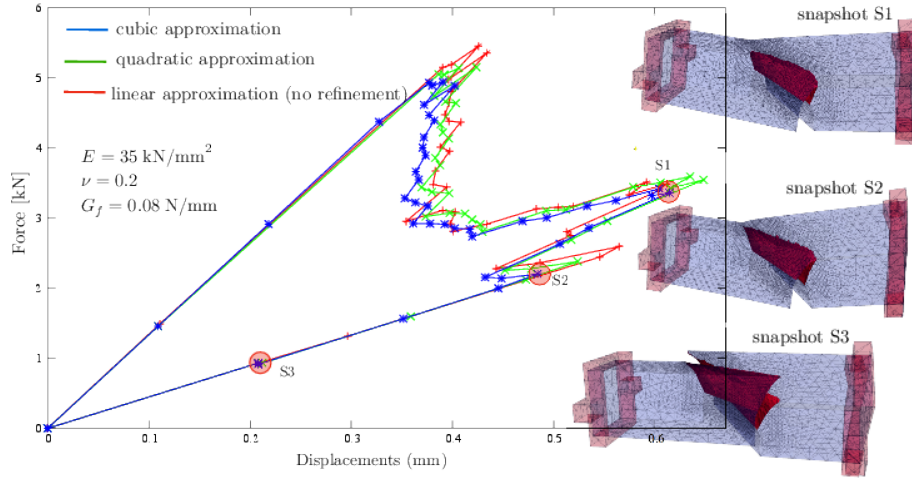 cubic approximation
quadratic approximation
linear approximation (no refinement)
E = 35 kN/mm²
ν = 0.2
G_f = 0.08 N/mm
Force [kN]
6
5
4
3
2
1
0
0
0.1
0.2
0.3
0.4
0.5
0.6
Displacements (mm)
S1
S2
S3
snapshot S1
snapshot S2
snapshot S3